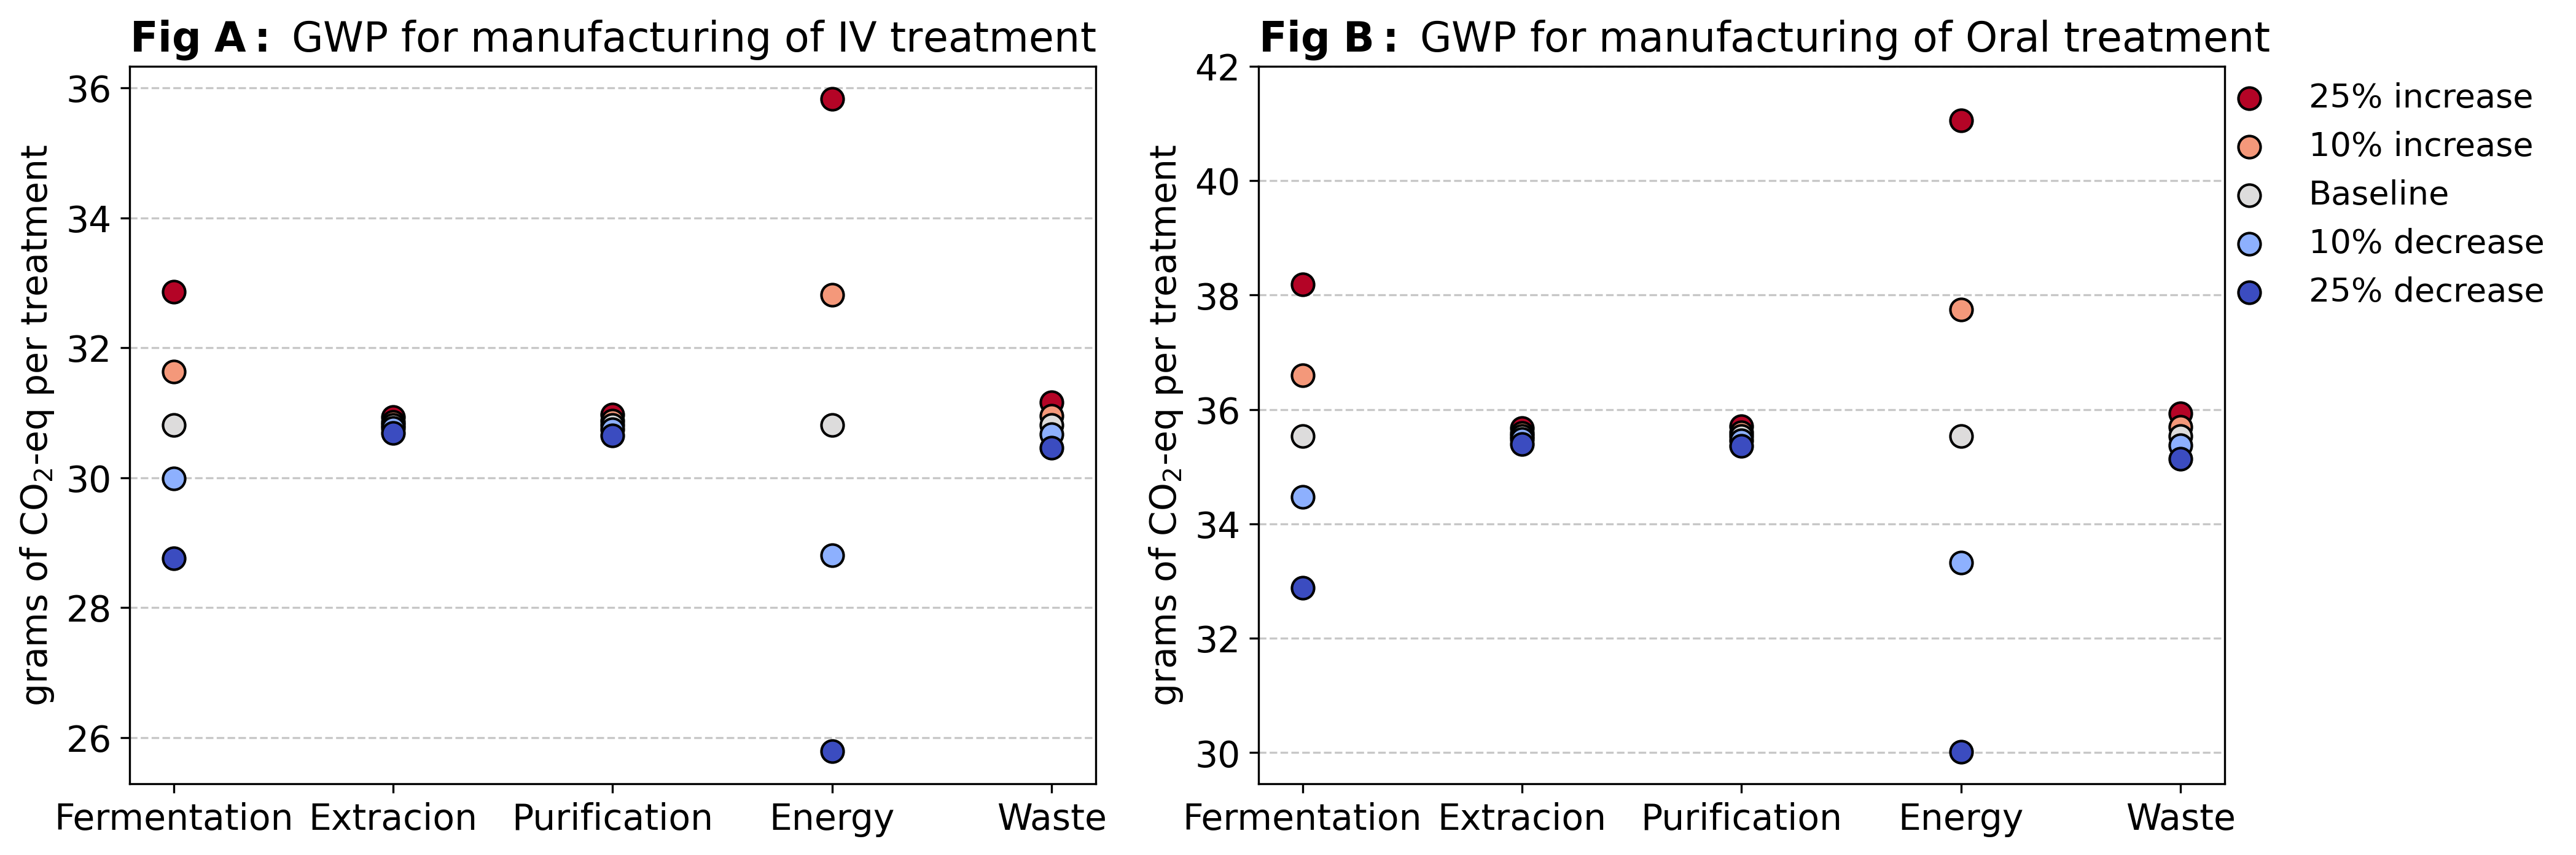 Fig A: GWP for manufacturing of IV treatment
grams of CO₂-eq per treatment
36
34
32
30
28
26
Fermentation Extracion Purification Energy Waste
Fig B: GWP for manufacturing of Oral treatment
grams of CO₂-eq per treatment
42
40
38
36
34
32
30
Fermentation Extracion Purification Energy Waste
25% increase
10% increase
Baseline
10% decrease
25% decrease